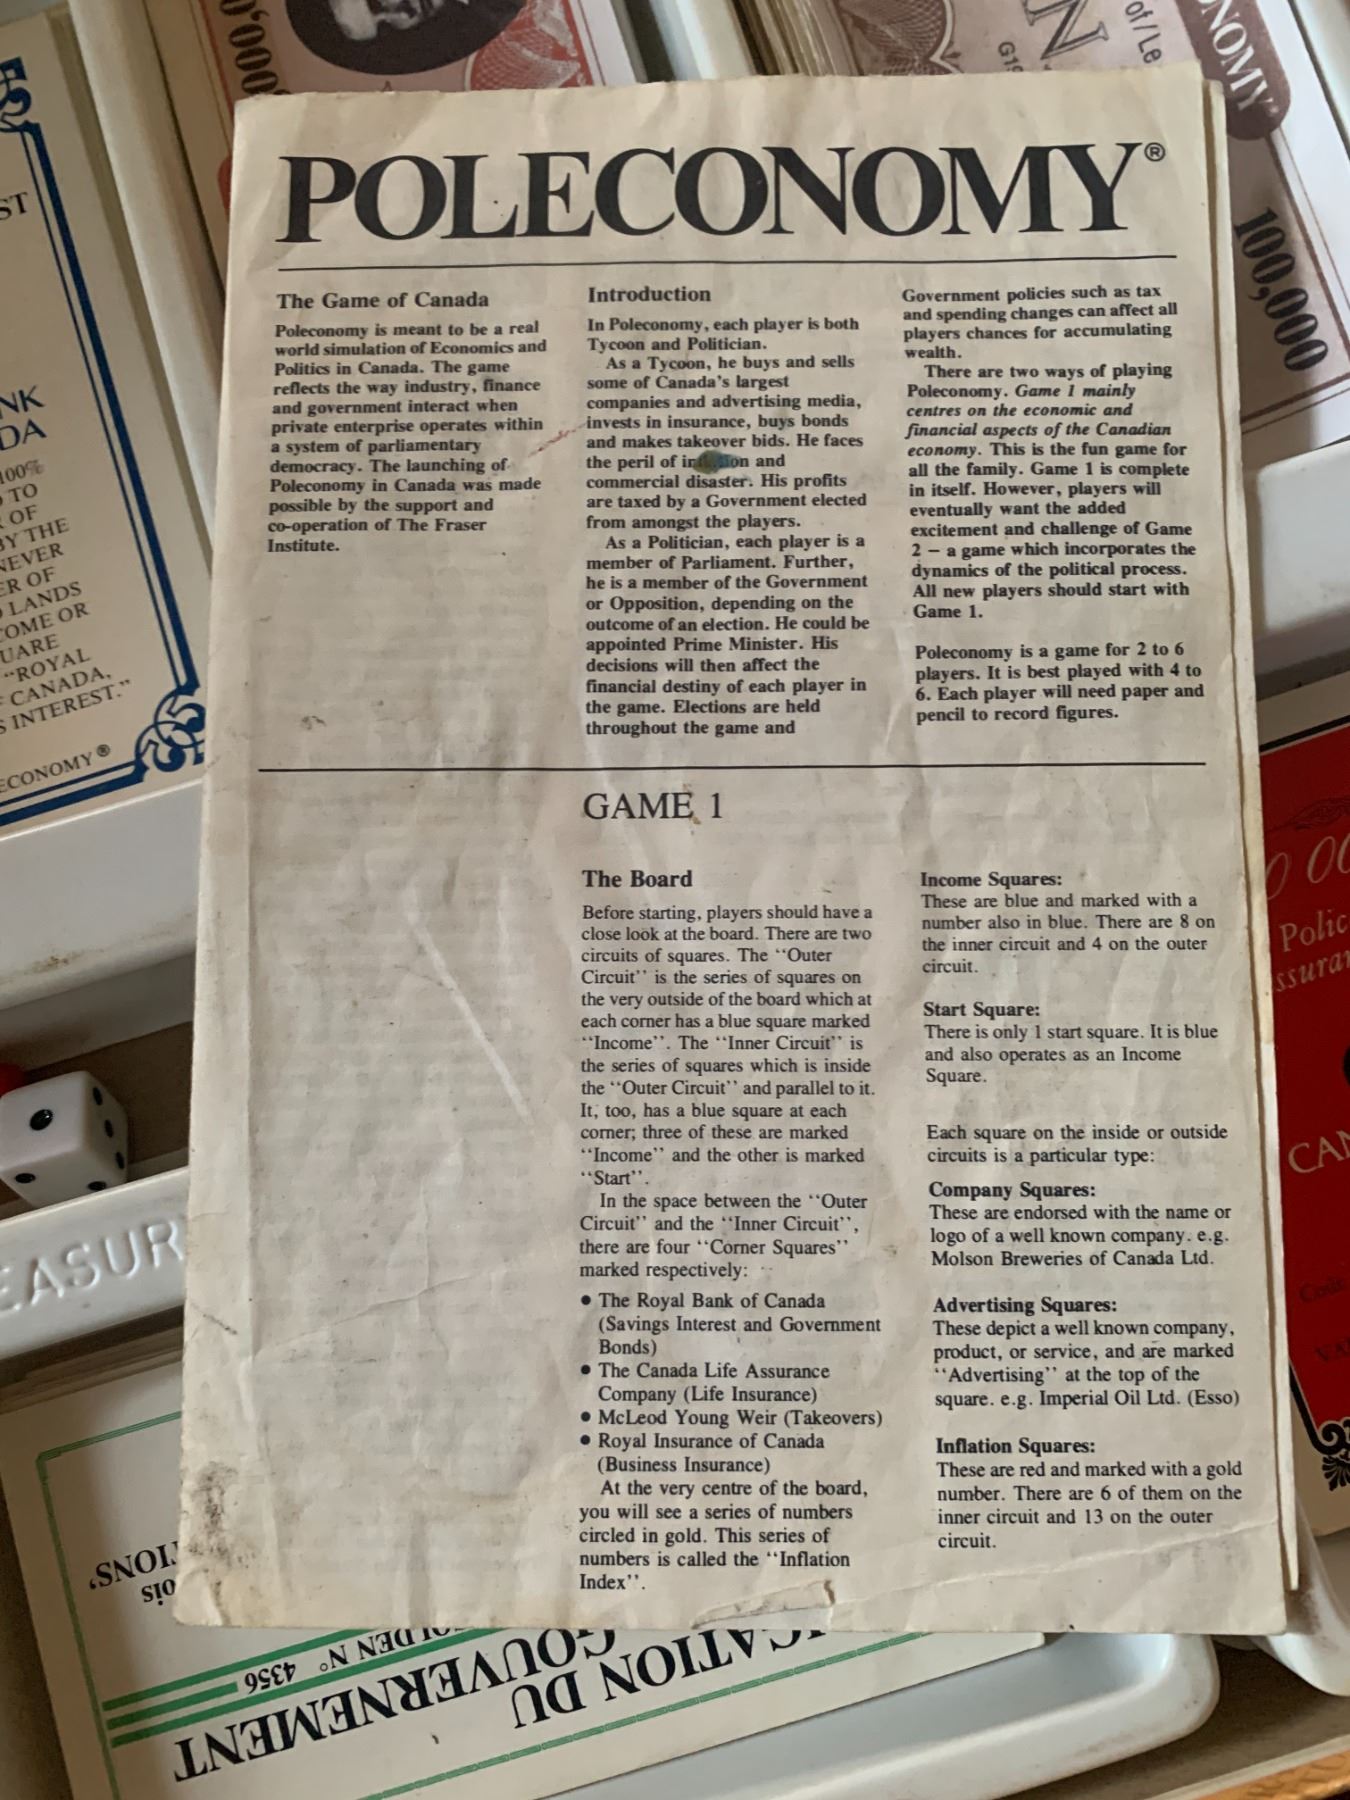 POLECONOMY®
The Game of Canada
Poleconomy is meant to be a real
world simulation of Economics and
Politics in Canada. The game
reflects the way industry, finance
and government interact when
private enterprise operates within
a system of parliamentary
democracy. The launching of
Poleconomy in Canada was made
possible by the support and
co-operation of The Fraser
Institute.
Introduction
In Poleconomy, each player is both
Tycoon and Politician.
As a Tycoon, he buys and sells
some of Canada's largest
companies and advertising media,
invests in insurance, buys bonds
and makes takeover bids. He faces
the peril of and
commercial disaster. His profits
are taxed by a Government elected
from amongst the players.
As a Politician, each player is a
member of Parliament. Further,
he is a member of the Government
or Opposition, depending on the
outcome of an election. He could be
appointed Prime Minister. His
decisions will then affect the
financial destiny of each player in
the game. Elections are held
throughout the game and
Government policies such as tax
and spending changes can affect all
players chances for accumulating
wealth.
There are two ways of playing
Poleconomy. Game 1 mainly
centres on the economic and
financial aspects of the Canadian
economy. This is the fun game for
all the family. Game 1 is complete
in itself. However, players will
eventually want the added
excitement and challenge of Game
2 — a game which incorporates the
dynamics of the political process.
All new players should start with
Game 1.
Poleconomy is a game for 2 to 6
players. It is best played with 4 to
6. Each player will need paper and
pencil to record figures.
GAME 1
The Board
Before starting, players should have a
close look at the board. There are two
circuits of squares. The "Outer
Circuit" is the series of squares on
the very outside of the board which at
each corner has a blue square marked
"Income". The "Inner Circuit" is
the series of squares which is inside
the "Outer Circuit" and parallel to it.
It, too, has a blue square at each
corner; three of these are marked
"Income" and the other is marked
"Start".
In the space between the "Outer
Circuit" and the "Inner Circuit",
there are four "Corner Squares"
marked respectively:
• The Royal Bank of Canada
(Savings Interest and Government
Bonds)
• The Canada Life Assurance
Company (Life Insurance)
• McLeod Young Weir (Takeovers)
• Royal Insurance of Canada
(Business Insurance)
At the very centre of the board,
you will see a series of numbers
circled in gold. This series of
numbers is called the "Inflation
Index".
Income Squares:
These are blue and marked with a
number also in blue. There are 8 on
the inner circuit and 4 on the outer
circuit.
Start Square:
There is only 1 start square. It is blue
and also operates as an Income
Square.
Each square on the inside or outside
circuits is a particular type:
Company Squares:
These are endorsed with the name or
logo of a well known company. e.g.
Molson Breweries of Canada Ltd.
Advertising Squares:
These depict a well known company,
product, or service, and are marked
"Advertising" at the top of the
square. e.g. Imperial Oil Ltd. (Esso)
Inflation Squares:
These are red and marked with a gold
number. There are 6 of them on the
inner circuit and 13 on the outer
circuit.
100,000
TO
OF
BY THE
LANDS
OR
"ROYAL
CANADA,
INTEREST."
DU
GOUVERNEMENT
N° 4356